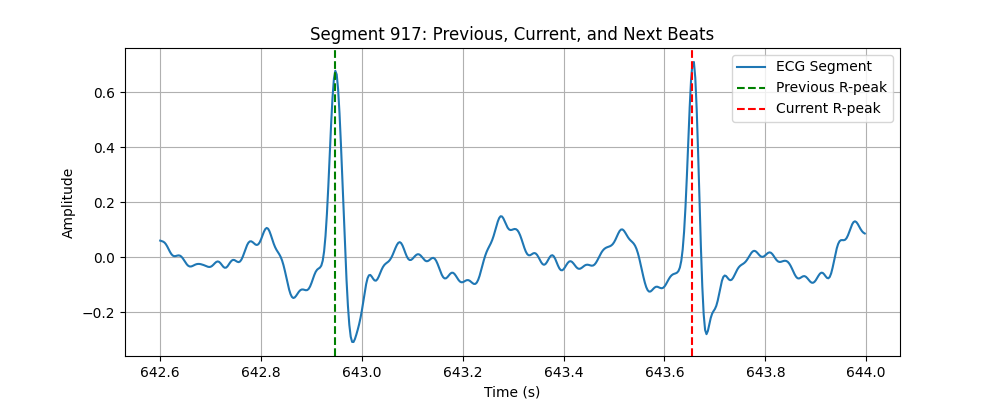 Segment 917: Previous, Current, and Next Beats
ECG Segment
Previous R-peak
Current R-peak
Amplitude
0.6
0.4
0.2
0.0
−0.2
642.6 642.8 643.0 643.2 643.4 643.6 643.8 644.0
Time (s)